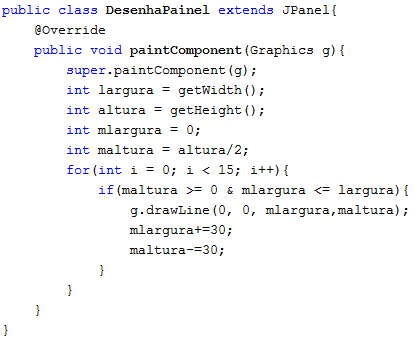 public class DesenhaPainel extends JPanel{
@Override
public void paintComponent(Graphics g){
super.paintComponent(g);
int largura = getWidth();
int altura = getHeight();
int mlargura = 0;
int maltura = altura/2;
for(int i = 0; i < 15; i++){
if(maltura >= 0 & mlargura <= largura){
g.drawLine(0, 0, mlargura,maltura);
mlargura+=30;
maltura-=30;
}
}
}
}